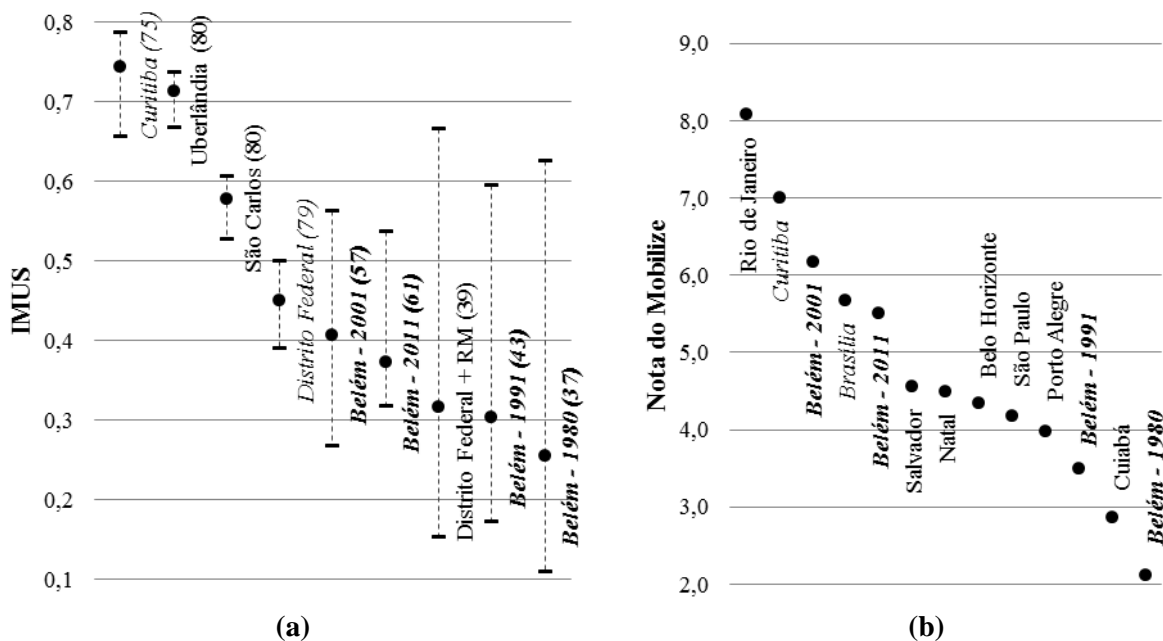 IMUS
0,8
0,7
0,6
0,5
0,4
0,3
0,2
0,1
Curitiba (75)
Uberlândia (80)
São Carlos (80)
Distrito Federal (79)
Belém - 2001 (57)
Belém - 2011 (61)
Distrito Federal + RM (39)
Belém - 1991 (43)
Belém - 1980 (37)
(a)
Nota do Mobilize
9,0
8,0
7,0
6,0
5,0
4,0
3,0
2,0
Rio de Janeiro
Curitiba
Belém - 2001
Brasília
Belém - 2011
Salvador
Natal
Belo Horizonte
São Paulo
Porto Alegre
Belém - 1991
Cuiabá
Belém - 1980
(b)